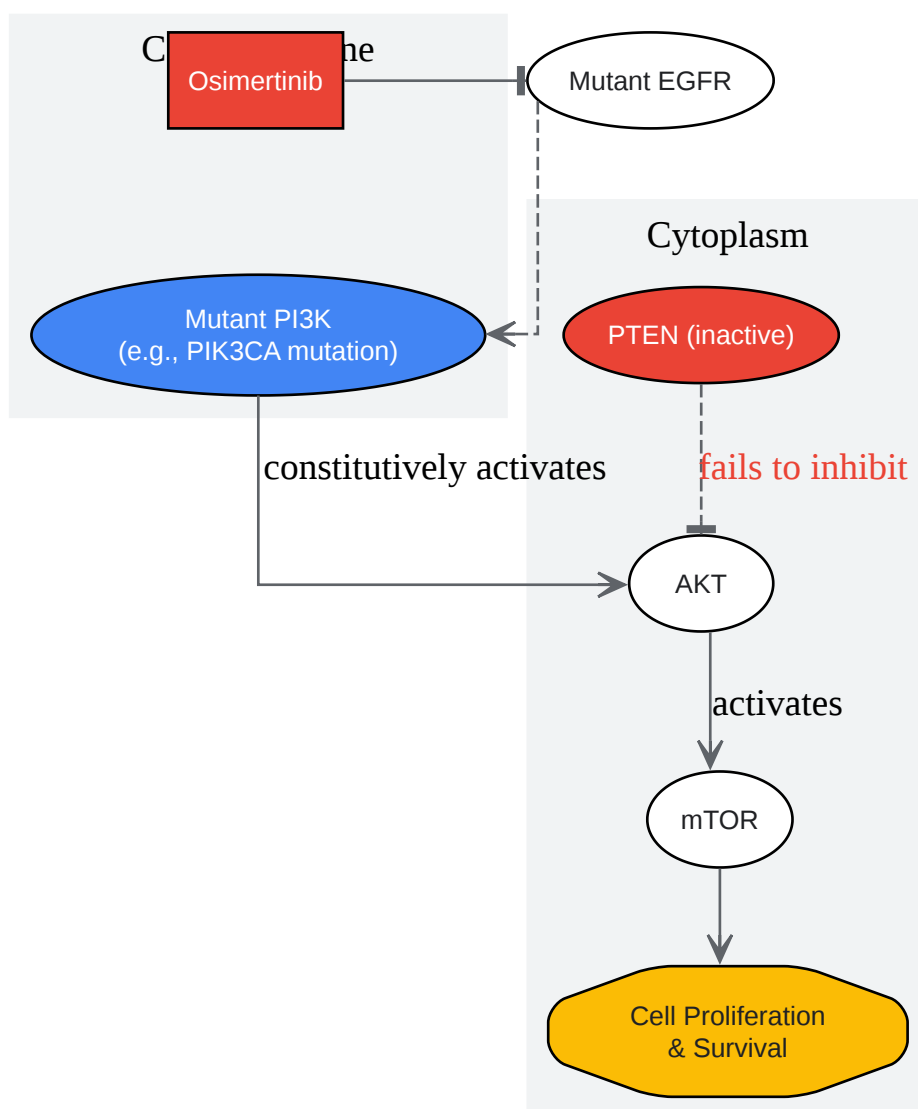 Osimertinib
Mutant EGFR
Cytoplasm
Mutant PI3K
(e.g., PIK3CA mutation)
PTEN (inactive)
constitutively activates
fails to inhibit
AKT
activates
mTOR
Cell Proliferation
& Survival